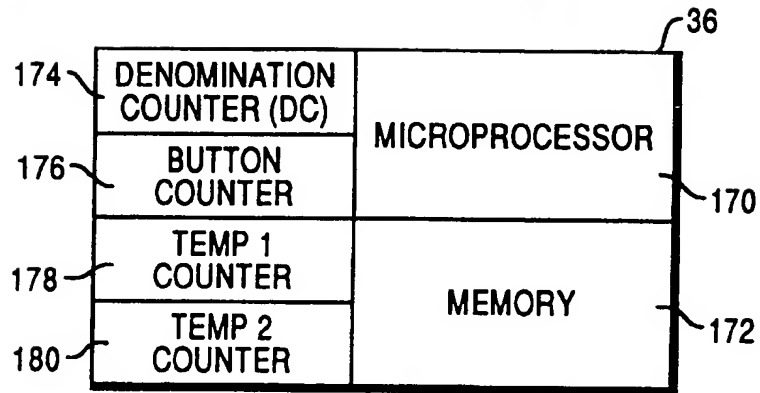 36
174
DENOMINATION
COUNTER (DC)
MICROPROCESSOR
176
BUTTON
COUNTER
170
178
TEMP 1
COUNTER
MEMORY
172
180
TEMP 2
COUNTER